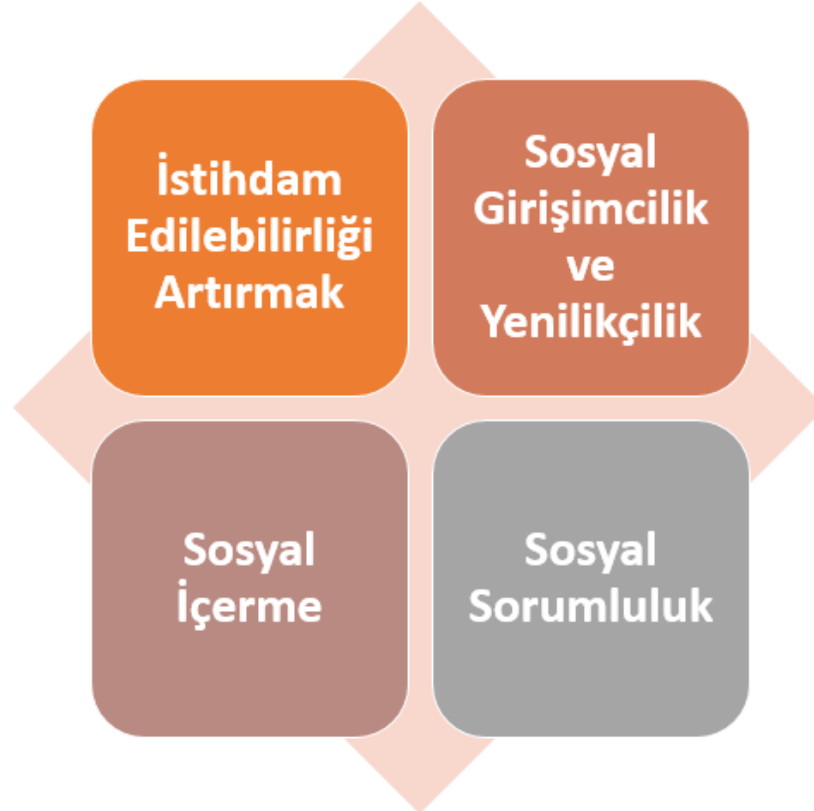 İstihdam
Edilebilirliği
Artırmak
Sosyal
Girişimcilik
ve
Yenilikçilik
Sosyal
İçerme
Sosyal
Sorumluluk